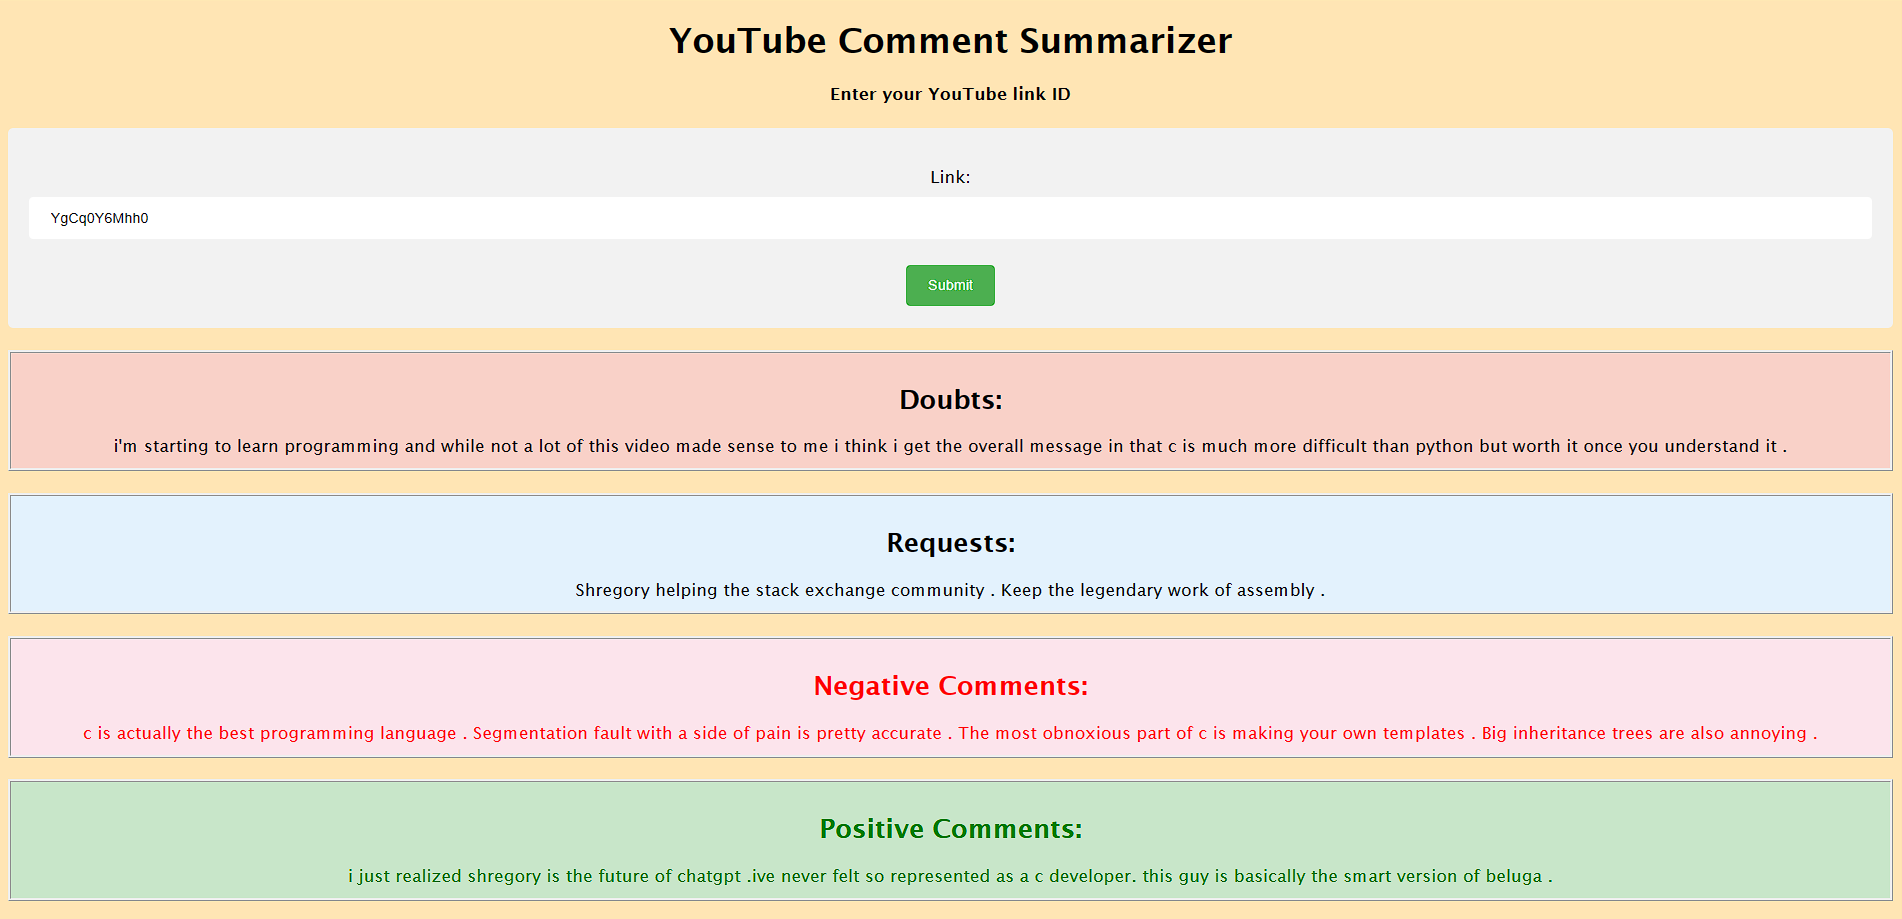 YouTube Comment Summarizer
Enter your YouTube link ID
Link:
YgCq0Y6Mhh0
Submit
Doubts:
i'm starting to learn programming and while not a lot of this video made sense to me i think i get the overall message in that c is much more difficult than python but worth it once you understand it .
Requests:
Shregory helping the stack exchange community . Keep the legendary work of assembly .
Negative Comments:
c is actually the best programming language . Segmentation fault with a side of pain is pretty accurate . The most obnoxious part of c is making your own templates . Big inheritance trees are also annoying .
Positive Comments:
i just realized shregory is the future of chatgpt .ive never felt so represented as a c developer. this guy is basically the smart version of beluga .